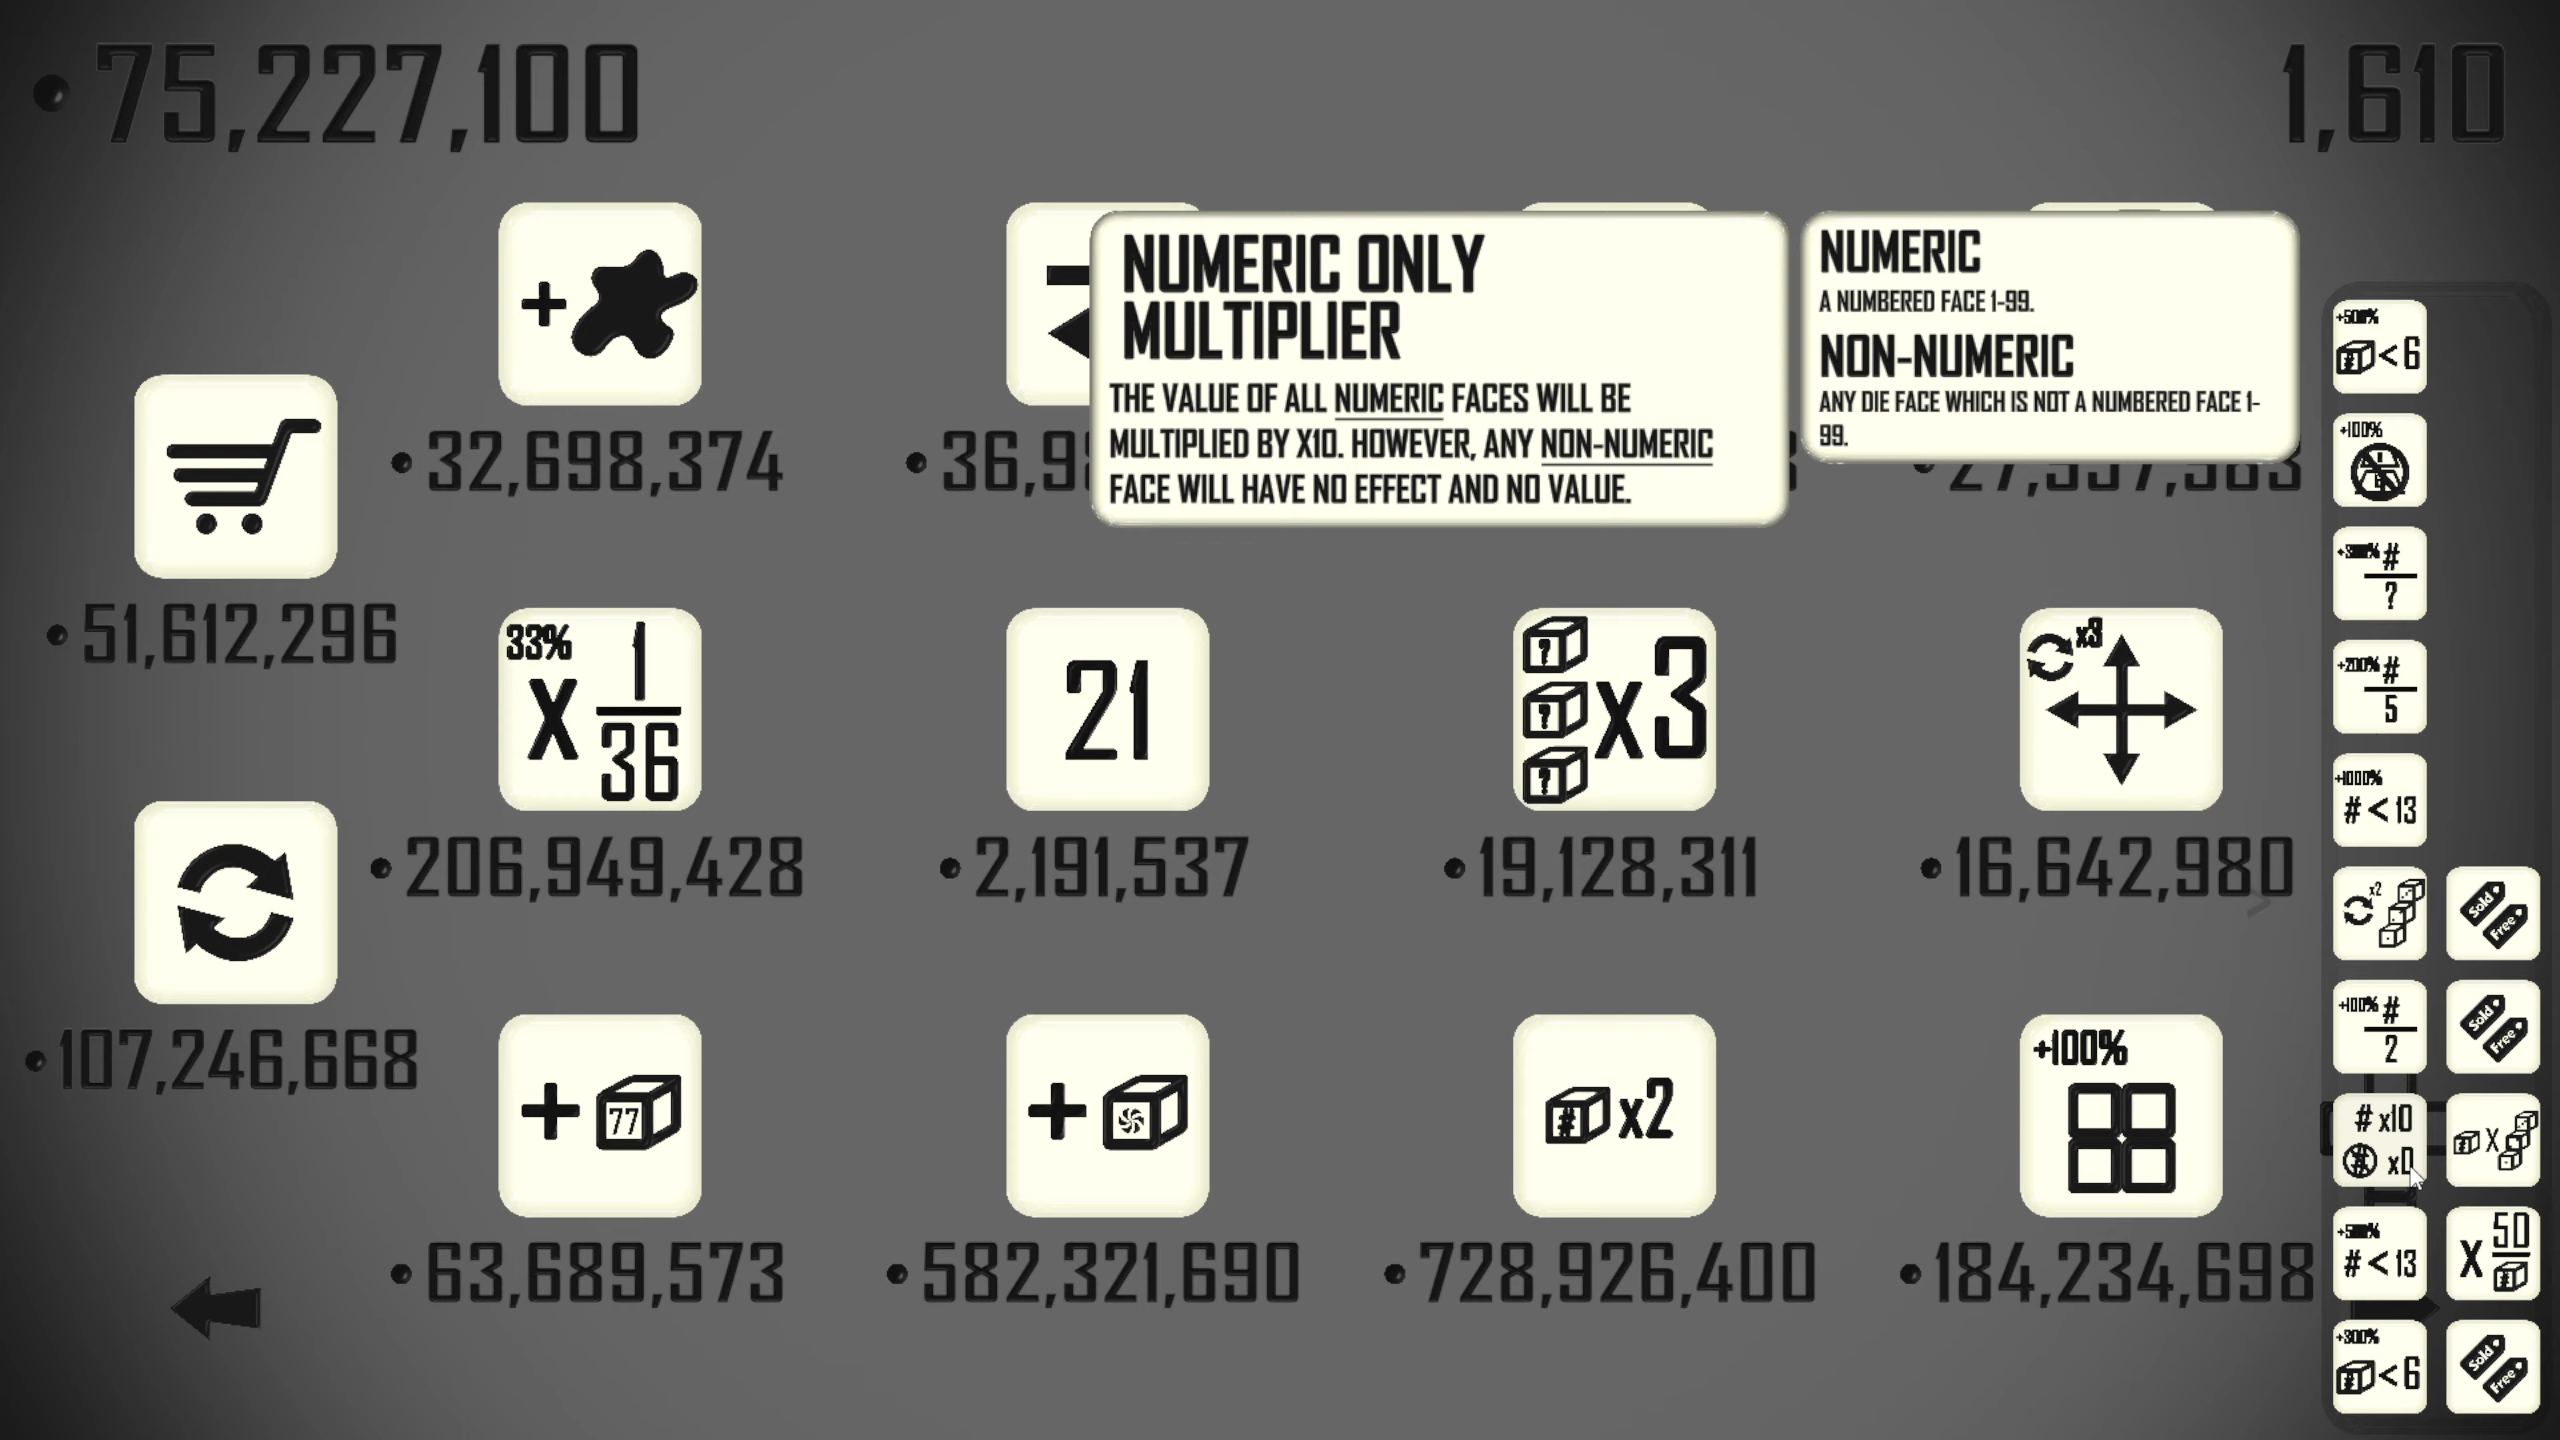 75,227,100
1,610
NUMERIC ONLY
MULTIPLIER
THE VALUE OF ALL NUMERIC FACES WILL BE
MULTIPLIED BY X10. HOWEVER, ANY NON-NUMERIC
FACE WILL HAVE NO EFFECT AND NO VALUE.
NUMERIC
A NUMBERED FACE 1-99.
NON-NUMERIC
ANY DIE FACE WHICH IS NOT A NUMBERED FACE 1-
99.
+
32,698,374
51,612,296
33%
X 1
36
21
? ? ? x3
x3
206,949,428
2,191,537
19,128,311
16,642,980
107,246,668
+ 77
+
# x2
+100%
63,689,573
582,321,690
728,926,400
184,234,698
+500%
# < 6
+100%
#
?
+200% #
5
+1000%
# < 13
x2
Sold Free
+100% #
2
Sold Free
# x10
# x0
# X
# < 13
X 50
#
+300%
# < 6
Sold Free